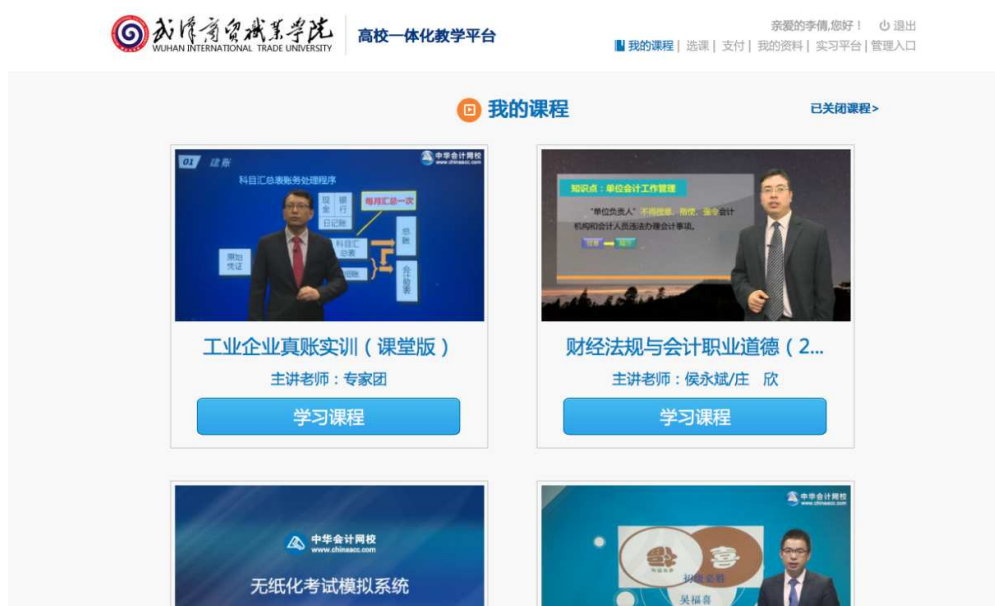 武汉商贸职业学院
WUHAN INTERNATIONAL TRADE UNIVERSITY
高校一体化教学平台
亲爱的李倩,您好！ 退出
我的课程 | 选课 | 支付 | 我的资料 | 实习平台 | 管理入口
我的课程
已关闭课程>
01 建账
中华会计网校
www.chinaacc.com
科目汇总表账务处理程序
现金
银行
日记账
每月汇总一次
总账
科目汇总表
原始凭证
知识点：单位会计工作管理
"单位负责人"不得授意、指使、强令会计
机构和会计人员违法办理会计事项。
工业企业真账实训（课堂版）
主讲老师：专家团
学习课程
财经法规与会计职业道德（2...
主讲老师：侯永斌/庄 欣
学习课程
中华会计网校
www.chinaacc.com
无纸化考试模拟系统
中华会计网校
www.chinaacc.com
吴福喜